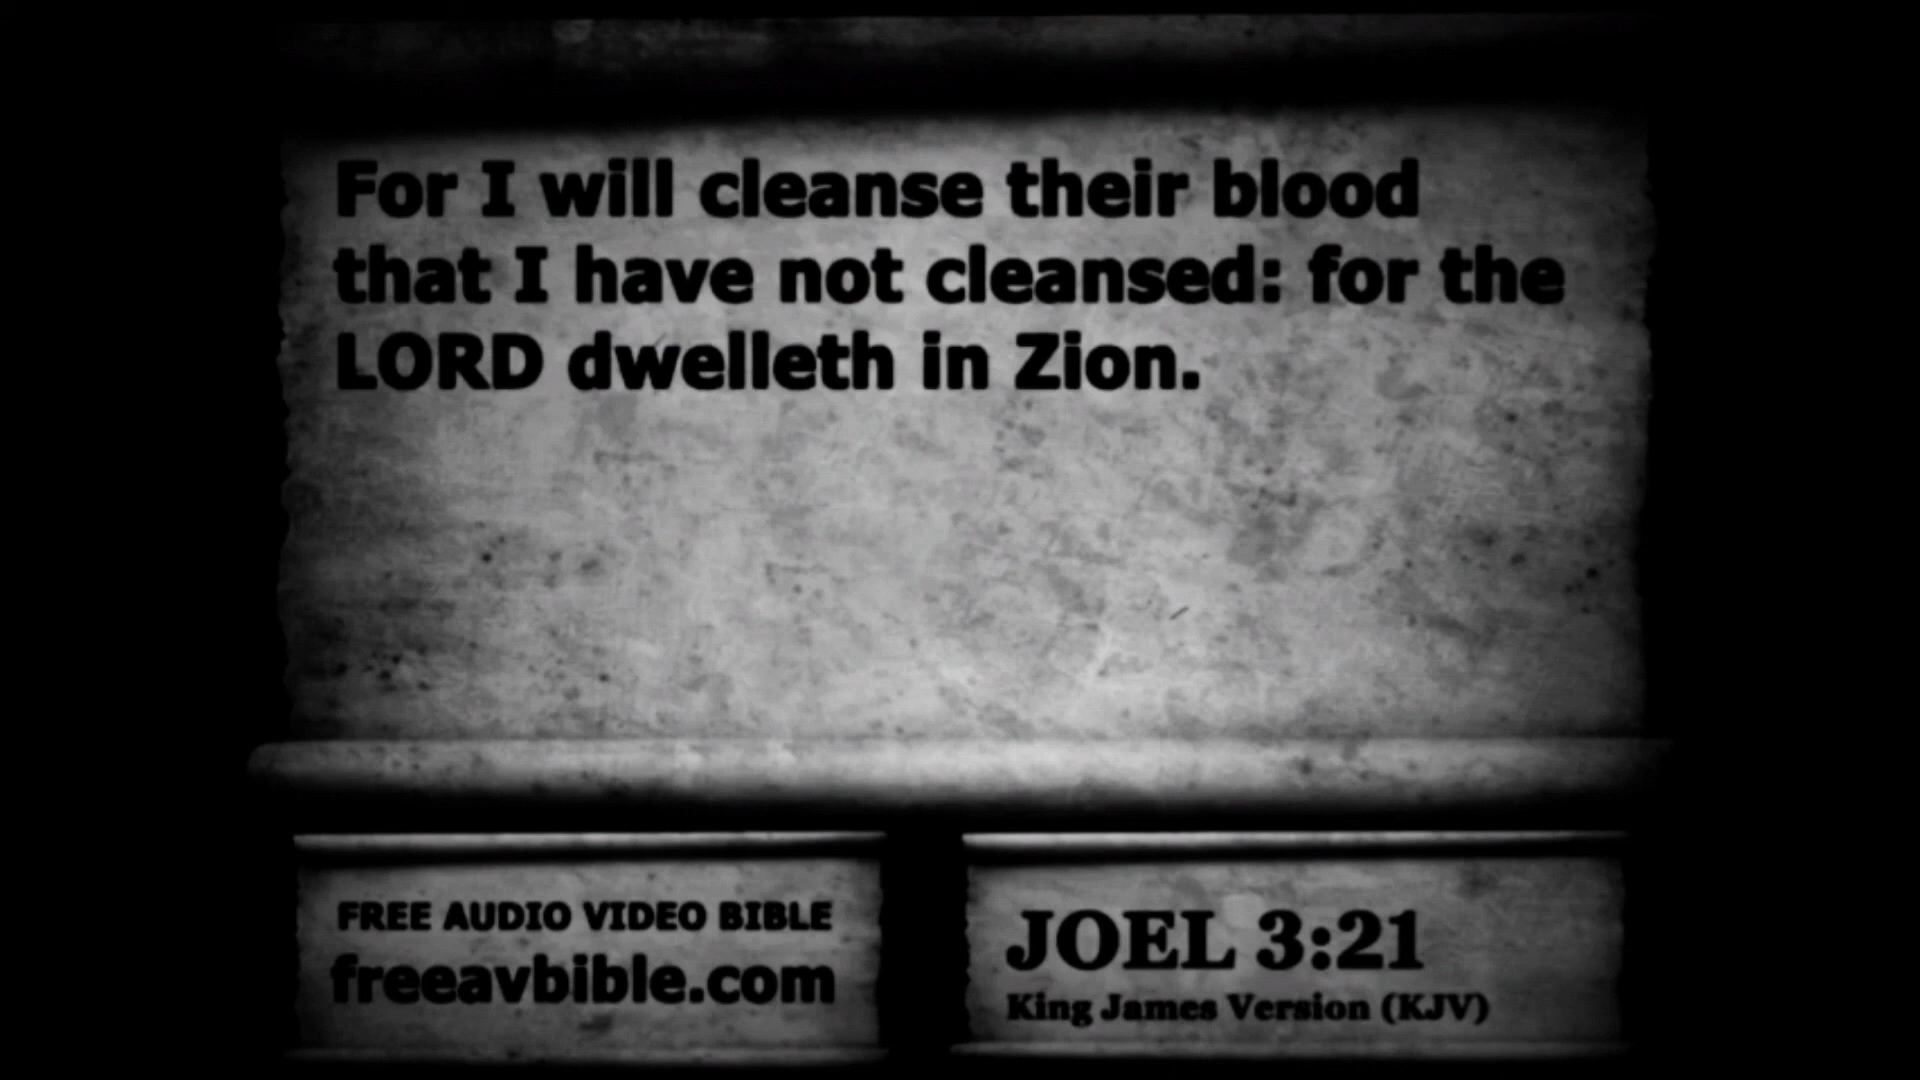 For I will cleanse their blood
that I have not cleansed: for the
LORD dwelleth in Zion.
FREE AUDIO VIDEO BIBLE
freeavbible.com
JOEL 3:21
King James Version (KJV)